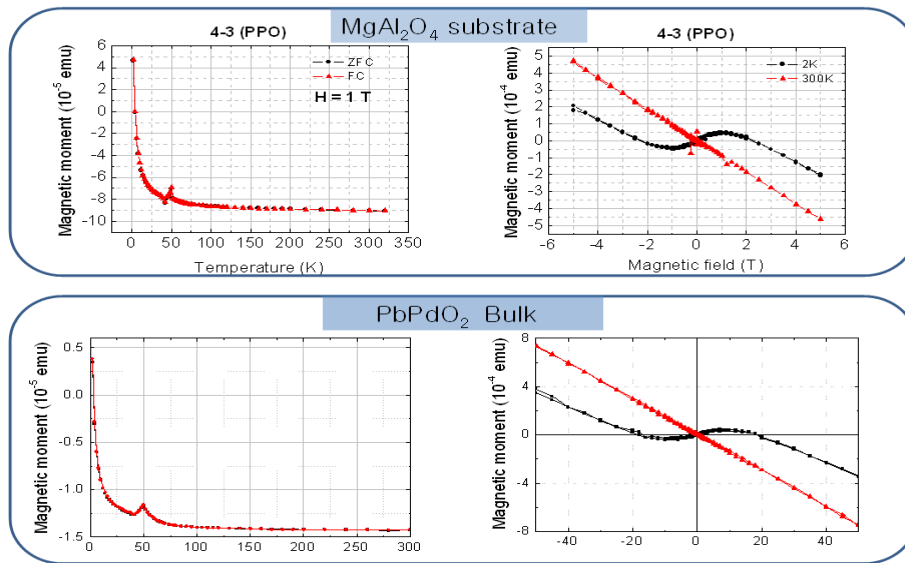 MgAl₂O₄ substrate
4-3 (PPO)
Magnetic moment (10⁻⁵ emu)
6
4
2
0
-2
-4
-6
-8
-10
ZFC
FC
H = 1 T
0 50 100 150 200 250 300 350
Temperature (K)
4-3 (PPO)
Magnetic moment (10⁻⁴ emu)
5
4
3
2
1
0
-1
-2
-3
-4
-5
2K
300K
-6 -4 -2 0 2 4 6
Magnetic field (T)
PbPdO₂ Bulk
Magnetic moment (10⁻⁵ emu)
0.5
0.0
-0.5
-1.0
-1.5
0 50 100 150 200 250 300
Magnetic moment (10⁻⁴ emu)
8
4
0
-4
-8
-40 -20 0 20 40